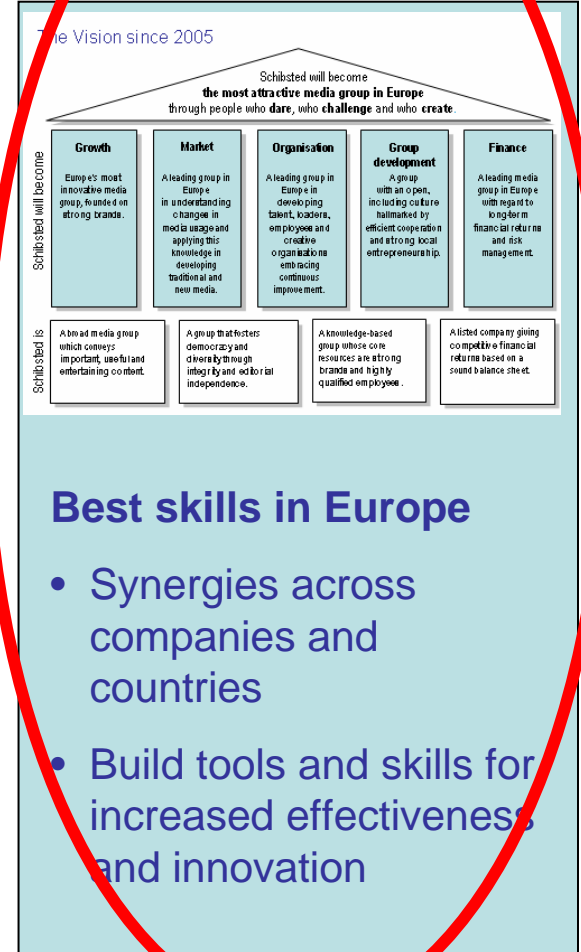 The Vision since 2005
Schibsted will become
the most attractive media group in Europe
through people who dare, who challenge and who create.
Schibsted will become
Growth
Europe's most
innovative media
group, founded on
strong brands.
Market
A leading group in
Europe
in understanding
changes in
media usage and
applying this
knowledge in
developing
traditional and
new media.
Organisation
A leading group in
Europe in
developing
talent, leaders,
employees and
creative
organisations
embracing
continuous
improvement.
Group
development
A group
with an open,
including culture
hallmarked by
efficient cooperation
and strong local
entrepreneurship.
Finance
A leading media
group in Europe
with regard to
long-term
financial returns
and risk
management.
Schibsted is
A broad media group
which conveys
important, useful and
entertaining content.
A group that fosters
democracy and
diversity through
integrity and editorial
independence.
A knowledge-based
group whose core
resources are strong
brands and highly
qualified employees.
A listed company giving
competitive financial
returns based on a
sound balance sheet.
Best skills in Europe
• Synergies across
companies and
countries
• Build tools and skills for
increased effectiveness
and innovation